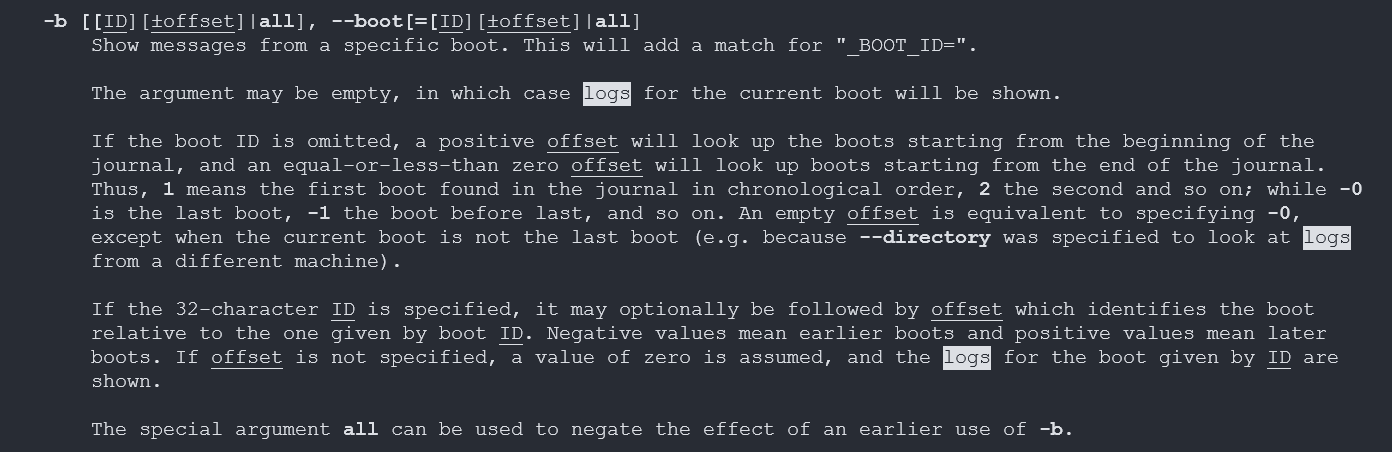 -b [[ID][±offset]|all], --boot[=[ID][±offset]|all]
Show messages from a specific boot. This will add a match for "_BOOT_ID=".
The argument may be empty, in which case logs for the current boot will be shown.
If the boot ID is omitted, a positive offset will look up the boots starting from the beginning of the
journal, and an equal-or-less-than zero offset will look up boots starting from the end of the journal.
Thus, 1 means the first boot found in the journal in chronological order, 2 the second and so on; while -0
is the last boot, -1 the boot before last, and so on. An empty offset is equivalent to specifying -0,
except when the current boot is not the last boot (e.g. because --directory was specified to look at logs
from a different machine).
If the 32-character ID is specified, it may optionally be followed by offset which identifies the boot
relative to the one given by boot ID. Negative values mean earlier boots and positive values mean later
boots. If offset is not specified, a value of zero is assumed, and the logs for the boot given by ID are
shown.
The special argument all can be used to negate the effect of an earlier use of -b.